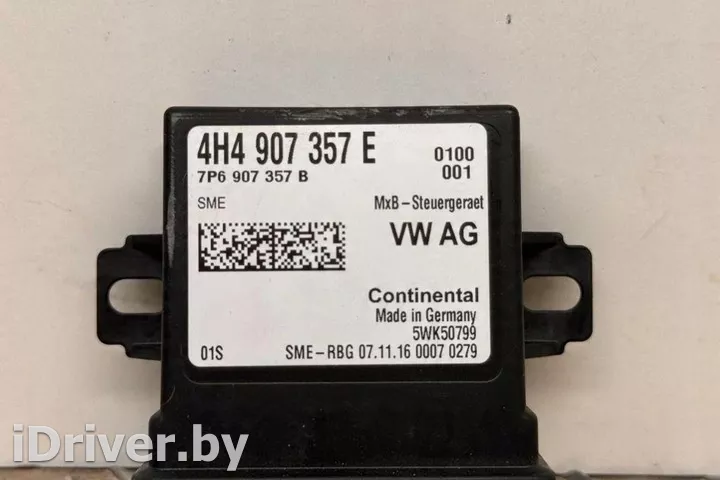 4H4 907 357 E 0100
7P6 907 357 B 001
SME MxB-Steuergeraet
VW AG
Continental
Made in Germany
5WK50799
01S SME-RBG 07.11.16 0007 0279
iDriver.by